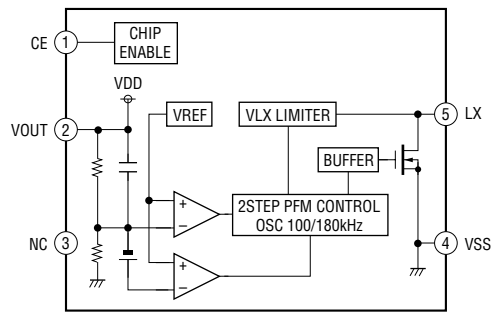 CE 1
CHIP
ENABLE
VDD
VOUT 2
VREF
VLX LIMITER
5 LX
BUFFER
+
−
2STEP PFM CONTROL
OSC 100/180kHz
NC 3
4 VSS
+
−